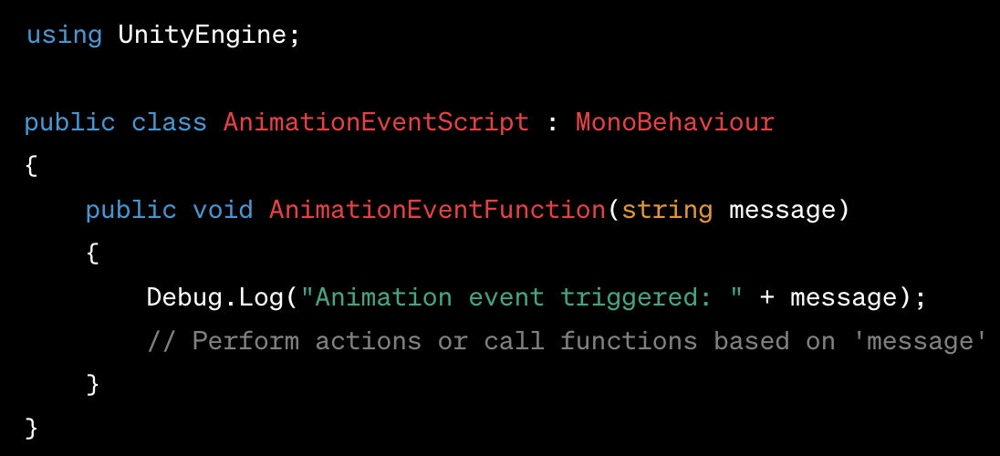 using UnityEngine;

public class AnimationEventScript : MonoBehaviour
{
    public void AnimationEventFunction(string message)
    {
        Debug.Log("Animation event triggered: " + message);
        // Perform actions or call functions based on 'message'
    }
}